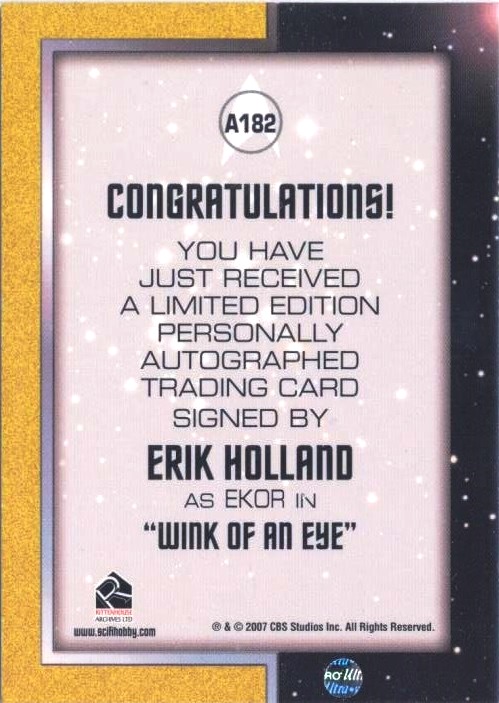 A182
CONGRATULATIONS!
YOU HAVE
JUST RECEIVED
A LIMITED EDITION
PERSONALLY
AUTOGRAPHED
TRADING CARD
SIGNED BY
ERIK HOLLAND
AS EKOR IN
“WINK OF AN EYE”
RITTENHOUSE
ARCHIVES LTD
www.scifihobby.com
® & © 2007 CBS Studios Inc. All Rights Reserved.